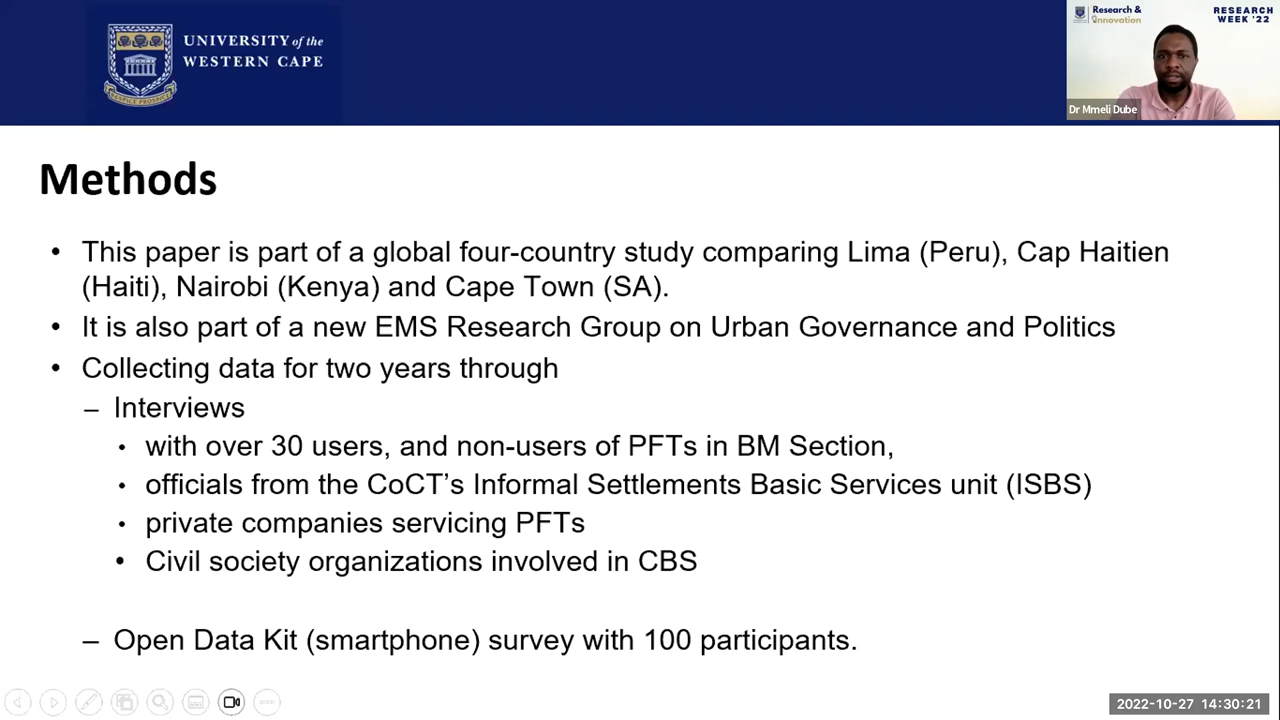 UNIVERSITY of the
WESTERN CAPE
Research &
Innovation
RESEARCH
WEEK '22
Dr Mmeli Dube
Methods
• This paper is part of a global four-country study comparing Lima (Peru), Cap Haitien
(Haiti), Nairobi (Kenya) and Cape Town (SA).
• It is also part of a new EMS Research Group on Urban Governance and Politics
• Collecting data for two years through
– Interviews
• with over 30 users, and non-users of PFTs in BM Section,
• officials from the CoCT’s Informal Settlements Basic Services unit (ISBS)
• private companies servicing PFTs
• Civil society organizations involved in CBS
– Open Data Kit (smartphone) survey with 100 participants.
2022-10-27 14:30:21